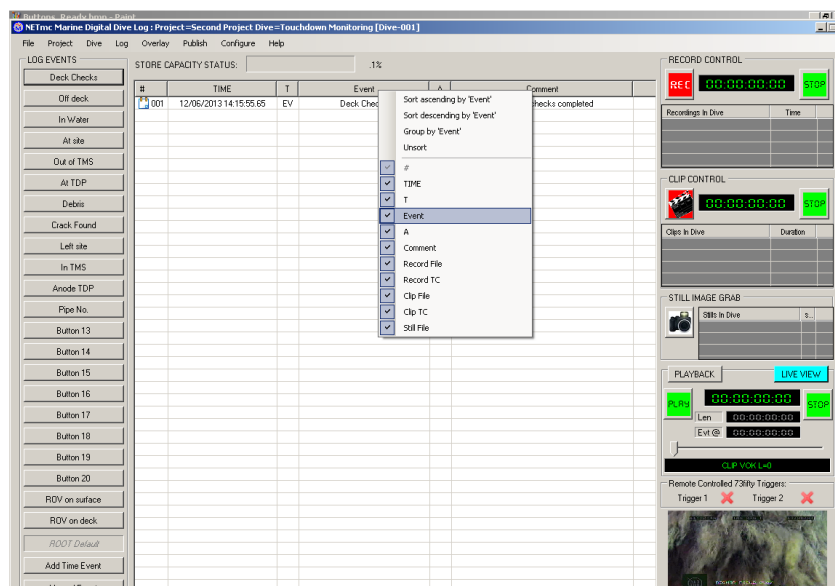 Buttons_Ready.bmp - Paint
NETmc Marine Digital Dive Log : Project=Second Project Dive=Touchdown Monitoring [Dive-001]
File Project Dive Log Overlay Publish Configure Help
LOG EVENTS
STORE CAPACITY STATUS: .1%
Deck Checks
Off deck
In Water
At site
Out of TMS
At TDP
Debris
Crack Found
Left site
In TMS
Anode TDP
Pipe No.
Button 13
Button 14
Button 15
Button 16
Button 17
Button 18
Button 19
Button 20
ROV on surface
ROV on deck
ROOT Default
Add Time Event
# TIME T Event A Comment
001 12/06/2013 14:15:55.65 EV Deck Chec hecks completed
Sort ascending by 'Event'
Sort descending by 'Event'
Group by 'Event'
Unsort
#
TIME
T
Event
A
Comment
Record File
Record TC
Clip File
Clip TC
Still File
RECORD CONTROL
REC 00:00:00:00 STOP
Recordings In Dive Time
CLIP CONTROL
00:00:00:00 STOP
Clips In Dive Duration
STILL IMAGE GRAB
Stills In Dive s...
PLAYBACK LIVE VIEW
PLAY 00:00:00:00 STOP
Len 00:00:00:00
Evt @ 00:00:00:00
CLIP VOK L=0
Remote Controlled 73fifty Triggers:
Trigger 1 Trigger 2